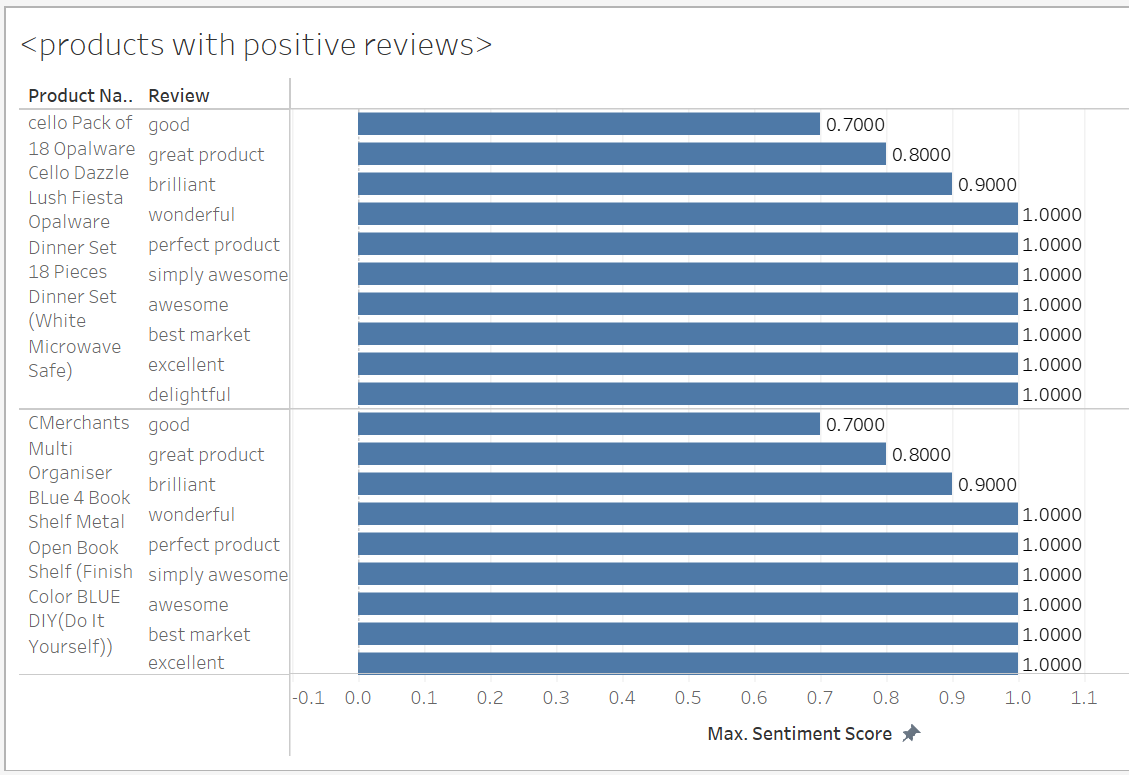 <products with positive reviews>
Product Na.. Review
cello Pack of
18 Opalware
Cello Dazzle
Lush Fiesta
Opalware
Dinner Set
18 Pieces
Dinner Set
(White
Microwave
Safe)
good 0.7000
great product 0.8000
brilliant 0.9000
wonderful 1.0000
perfect product 1.0000
simply awesome 1.0000
awesome 1.0000
best market 1.0000
excellent 1.0000
delightful 1.0000
CMerchants
Multi
Organiser
BLue 4 Book
Shelf Metal
Open Book
Shelf (Finish
Color BLUE
DIY(Do It
Yourself))
good 0.7000
great product 0.8000
brilliant 0.9000
wonderful 1.0000
perfect product 1.0000
simply awesome 1.0000
awesome 1.0000
best market 1.0000
excellent 1.0000
-0.1 0.0 0.1 0.2 0.3 0.4 0.5 0.6 0.7 0.8 0.9 1.0 1.1
Max. Sentiment Score